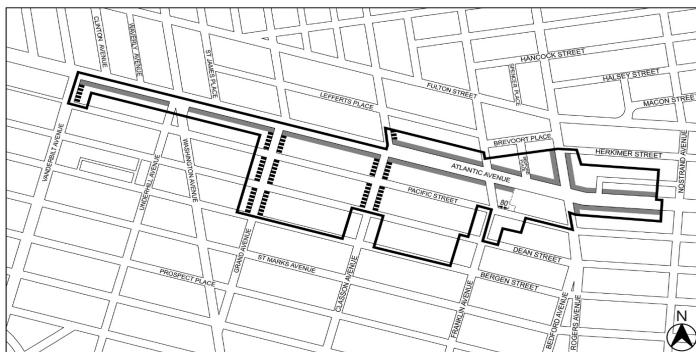 CLINTON AVENUE
WAVERLY AVENUE
ST JAMES PLACE
HANCOCK STREET
SPENCER PLACE
HALSEY STREET
FULTON STREET
LEFFERTS PLACE
MACON STREET
BREVOORT PLACE
HERKIMER STREET
NOSTRAND AVENUE
VANDERBILT AVENUE
UNDERHILL AVENUE
WASHINGTON AVENUE
ATLANTIC AVENUE
PACIFIC STREET
80'
GRAND AVENUE
ST MARKS AVENUE
DEAN STREET
PROSPECT PLACE
CLASSON AVENUE
BERGEN STREET
FRANKLIN AVENUE
BEDFORD AVENUE
ROGERS AVENUE
N